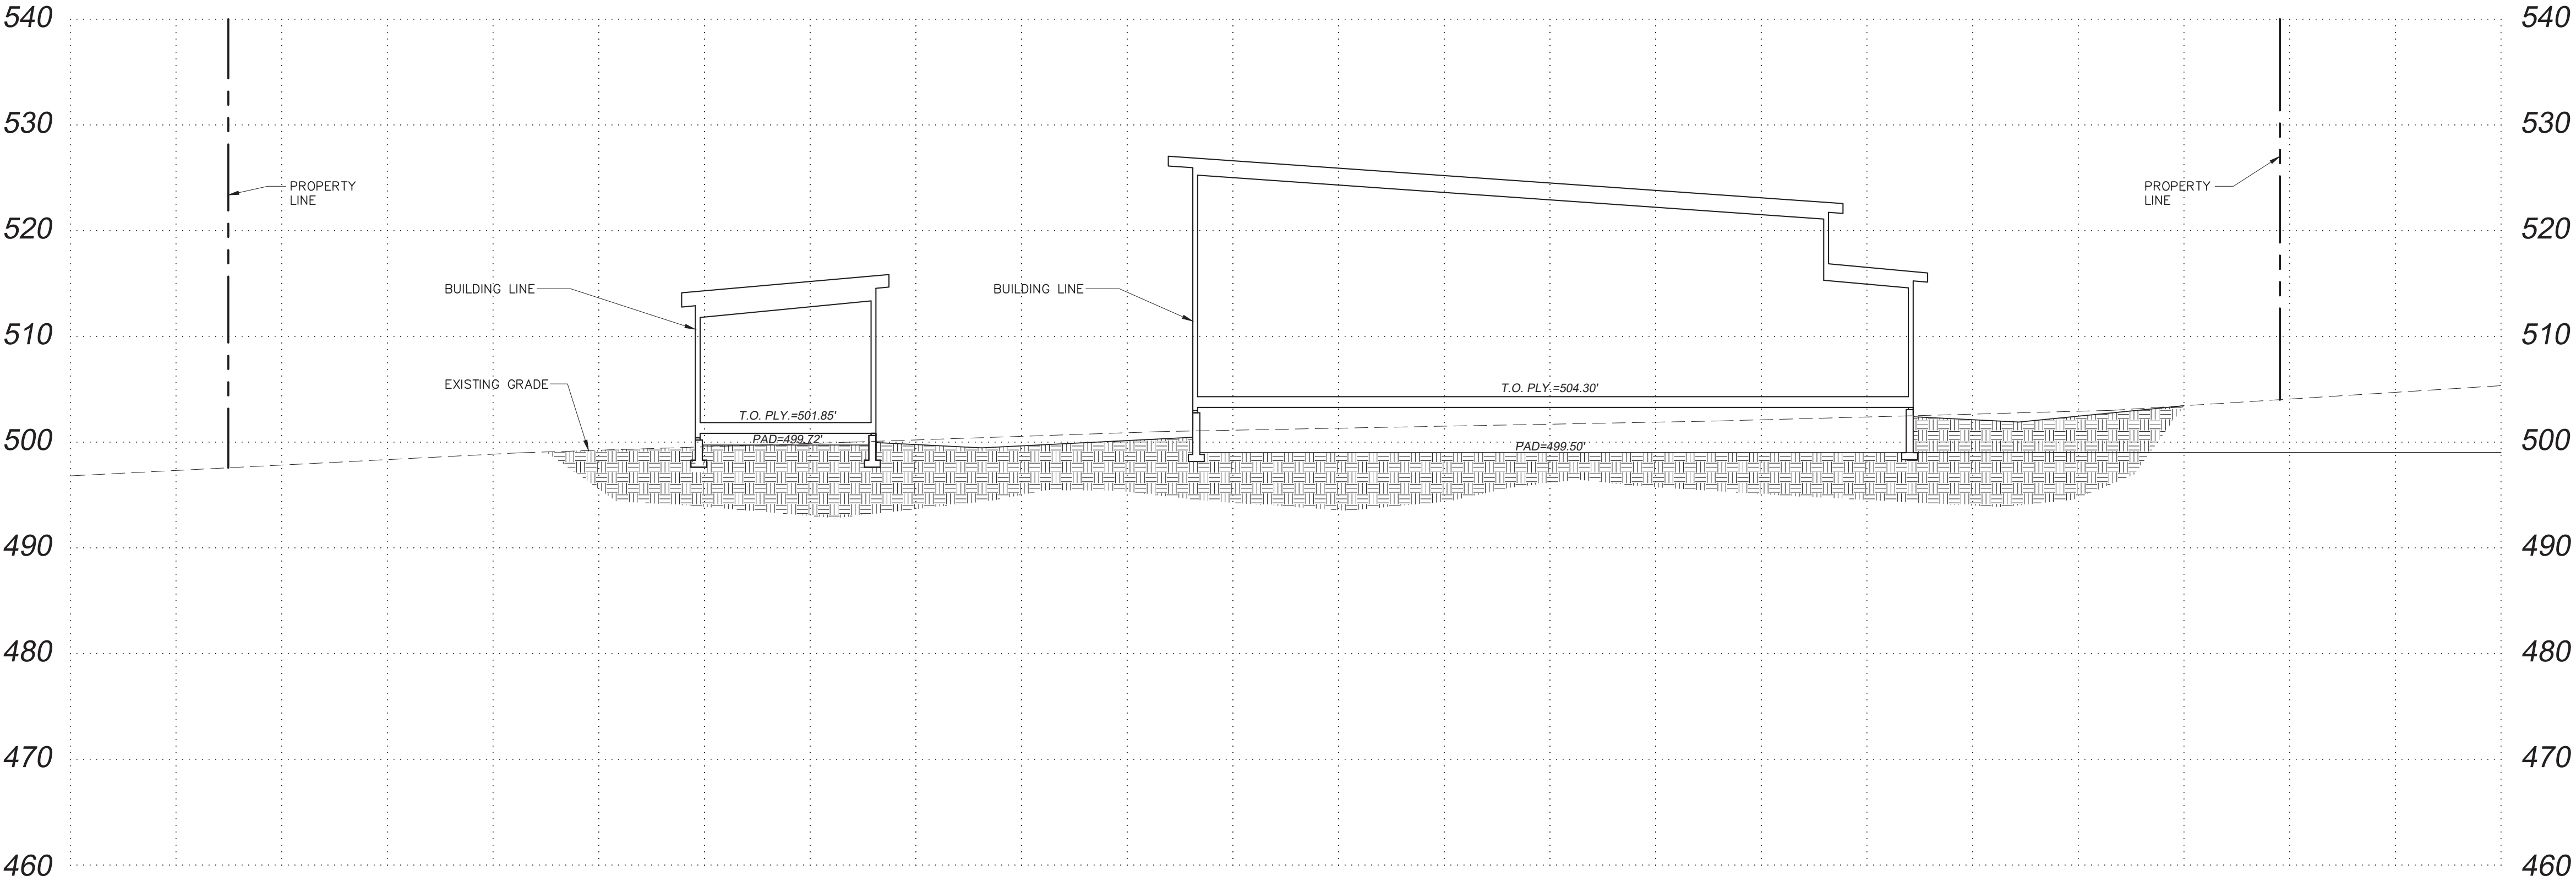 540
540
530
530
PROPERTY
LINE
PROPERTY
LINE
520
520
BUILDING LINE
BUILDING LINE
510
510
EXISTING GRADE
T.O. PLY.=504.30'
T.O. PLY.=501.85'
PAD=499.72'
500
500
PAD=499.50'
490
490
480
480
470
470
460
460